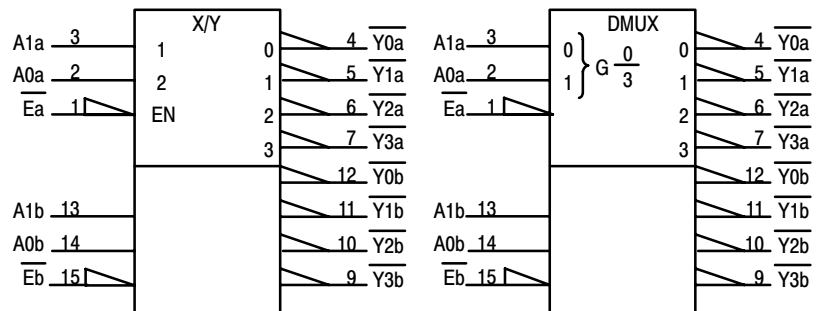 X/Y
A1a 3 1 0 4 Y0a
A0a 2 2 1 5 Y1a
Ea 1 EN 2 6 Y2a
3 7 Y3a
12 Y0b
A1b 13 11 Y1b
A0b 14 10 Y2b
Eb 15 9 Y3b
DMUX
A1a 3 0 0 4 Y0a
A0a 2 1 G 0/3 1 5 Y1a
Ea 1 2 6 Y2a
3 7 Y3a
12 Y0b
A1b 13 11 Y1b
A0b 14 10 Y2b
Eb 15 9 Y3b